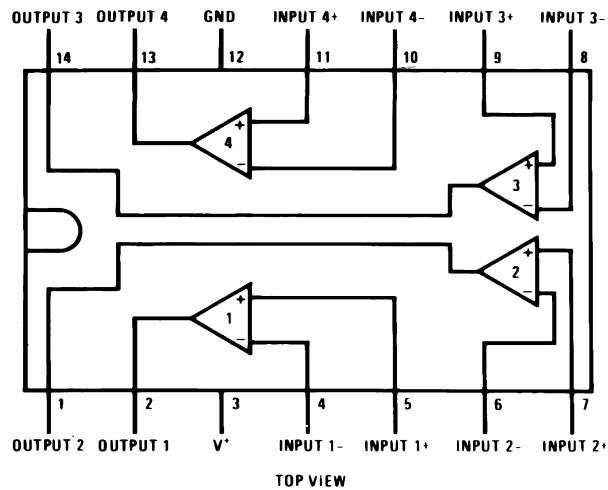 OUTPUT 3 OUTPUT 4 GND INPUT 4+ INPUT 4- INPUT 3+ INPUT 3-
14 13 12 11 10 9 8
+
4
-
+
3
-
+
2
-
+
1
-
1 2 3 4 5 6 7
OUTPUT 2 OUTPUT 1 V+ INPUT 1- INPUT 1+ INPUT 2- INPUT 2+
TOP VIEW